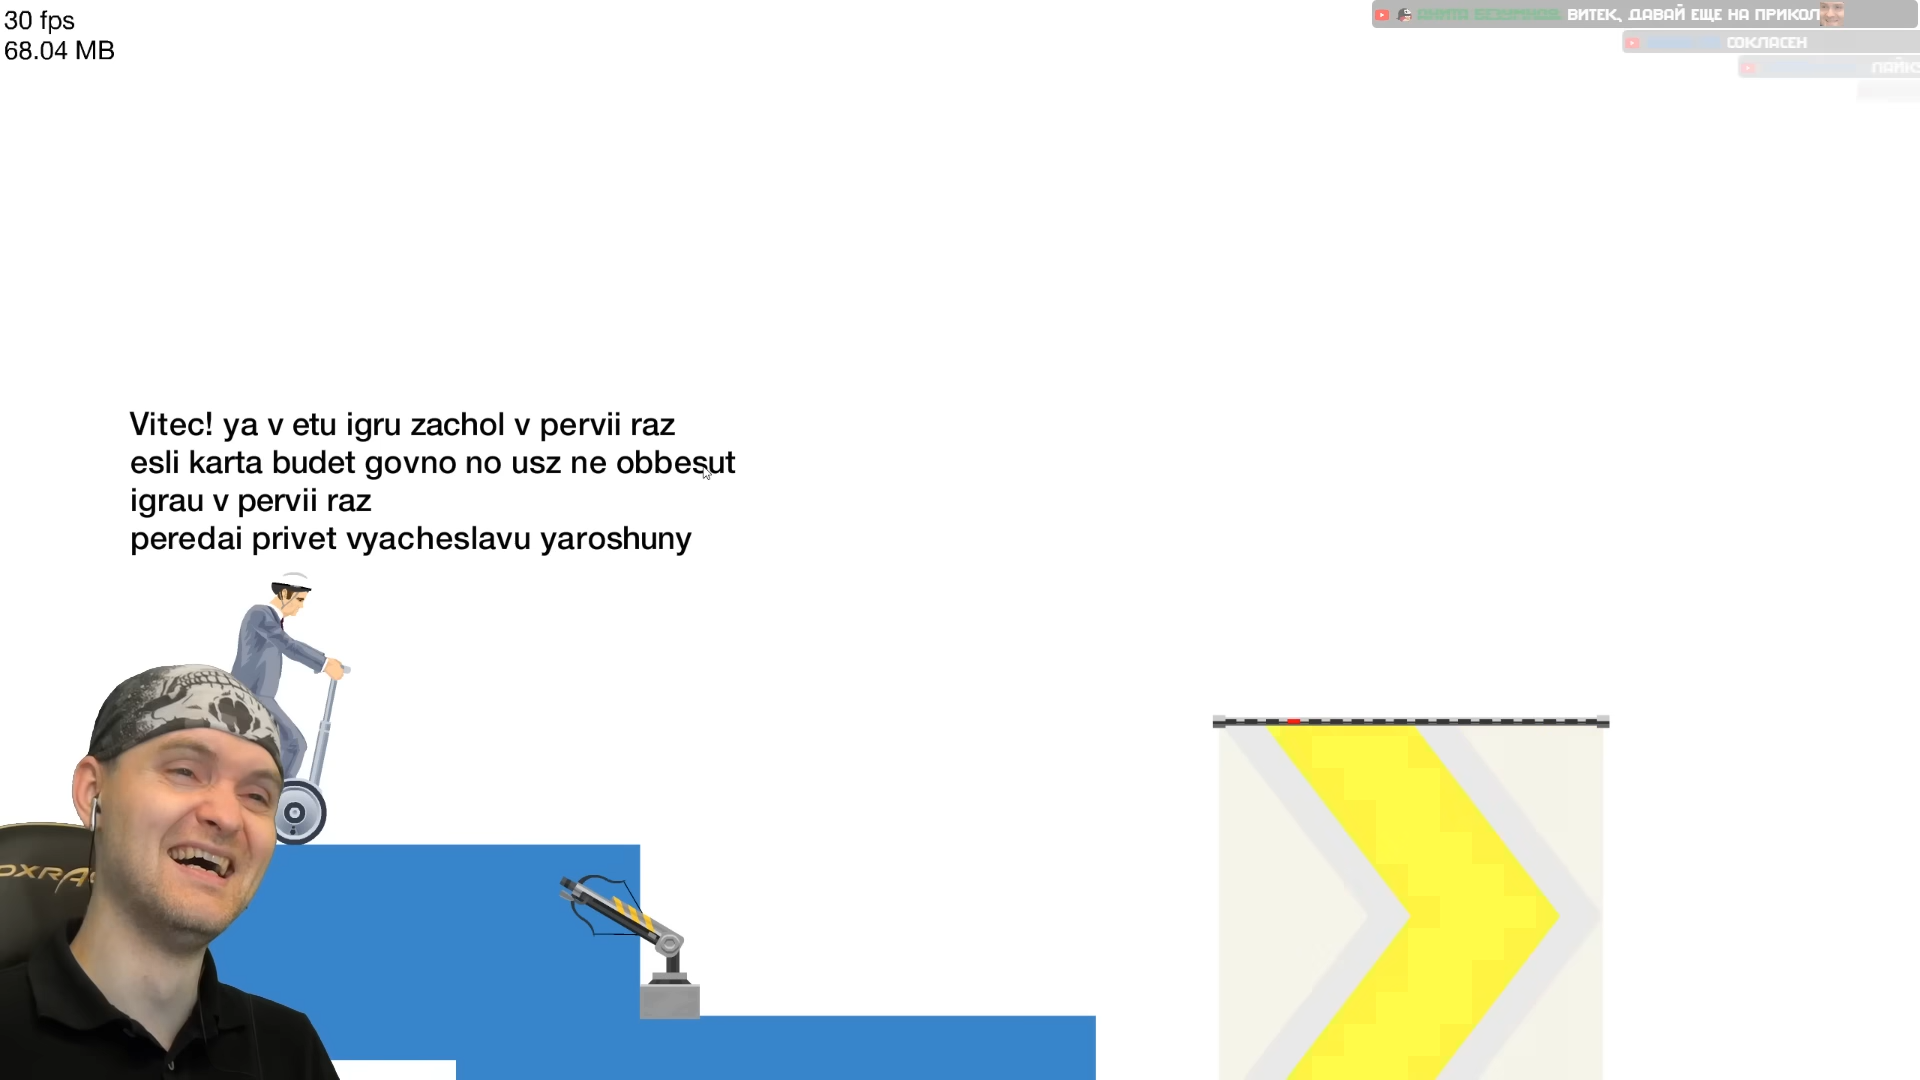 30 fps
68.04 MB
ВИТЕК, ДАВАЙ ЕЩЕ НА ПРИКОЛ
СОКЛАСЕН
Vitec! ya v etu igru zachol v pervii raz
esli karta budet govno no usz ne obbesut
igrau v pervii raz
peredai privet vyacheslavu yaroshuny